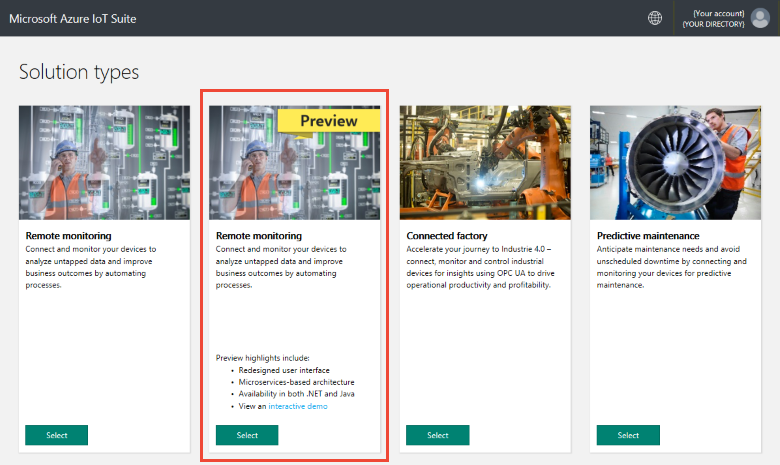 Microsoft Azure IoT Suite
{Your account}
{YOUR DIRECTORY}
Solution types
Remote monitoring
Connect and monitor your devices to
analyze untapped data and improve
business outcomes by automating
processes.
Select
Preview
Remote monitoring
Connect and monitor your devices to
analyze untapped data and improve
business outcomes by automating
processes.
Preview highlights include:
• Redesigned user interface
• Microservices-based architecture
• Availability in both .NET and Java
• View an interactive demo
Select
Connected factory
Accelerate your journey to Industrie 4.0 –
connect, monitor and control industrial
devices for insights using OPC UA to drive
operational productivity and profitability.
Select
Predictive maintenance
Anticipate maintenance needs and avoid
unscheduled downtime by connecting and
monitoring your devices for predictive
maintenance.
Select